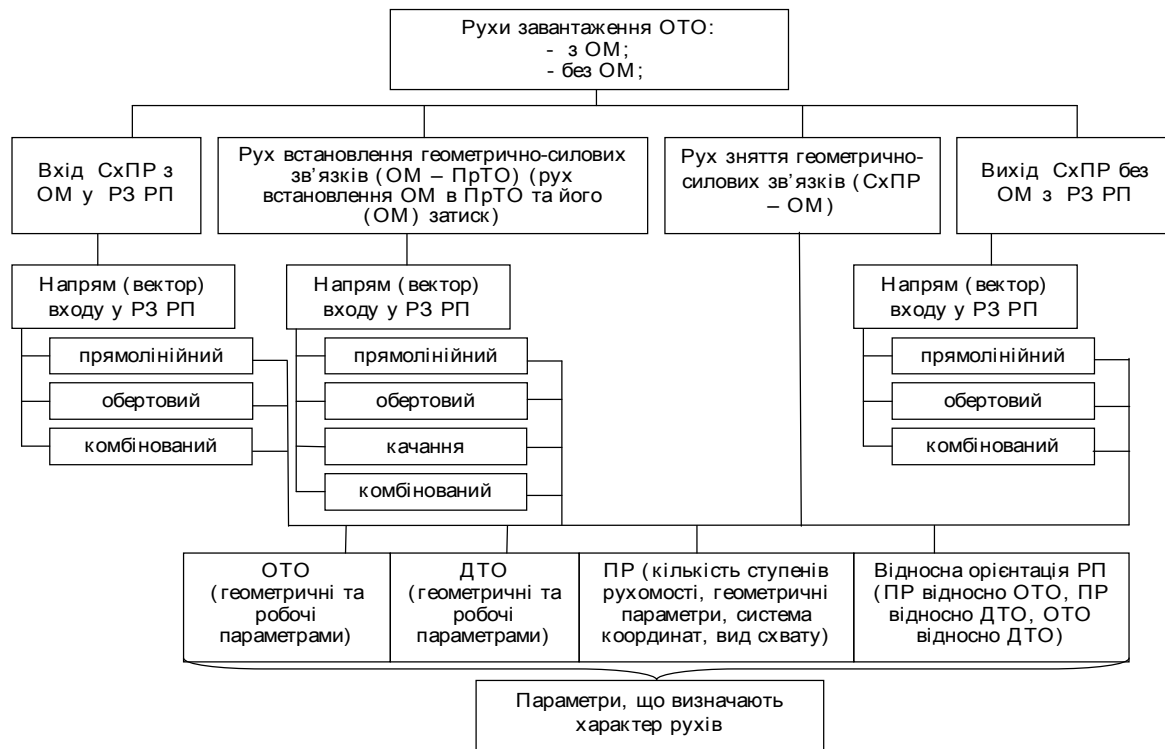 Рухи завантаження ОТО:
- з ОМ;
- без ОМ;
Вхід СхПР з
ОМ у РЗ РП
Рух встановлення геометрично-силових
зв’язків (ОМ – ПрТО) (рух
встановлення ОМ в ПрТО та його
(ОМ) затиск)
Рух зняття геометрично-
силових зв’язків (СхПР
– ОМ)
Вихід СхПР без
ОМ з РЗ РП
Напрям (вектор)
входу у РЗ РП
прямолінійний
обертовий
комбінований
Напрям (вектор)
входу у РЗ РП
прямолінійний
обертовий
качання
комбінований
Напрям (вектор)
входу у РЗ РП
прямолінійний
обертовий
комбінований
ОТО
(геометричні та
робочі
параметрами)
ДТО
(геометричні та
робочі
параметрами)
ПР (кількість ступенів
рухомості, геометричні
параметри, система
координат, вид схвату)
Відносна орієнтація РП
(ПР відносно ОТО, ПР
відносно ДТО, ОТО
відносно ДТО)
Параметри, що визначають
характер рухів